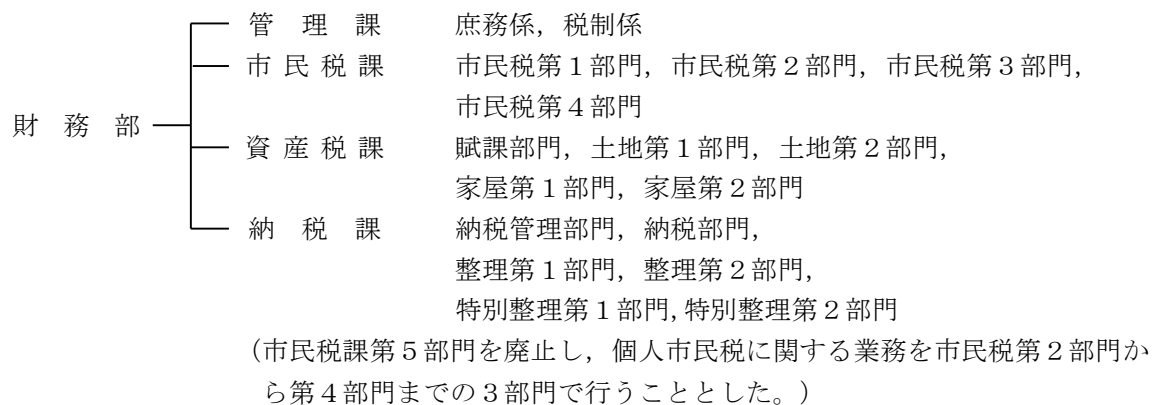 管理課 庶務係，税制係
市民税課 市民税第１部門，市民税第２部門，市民税第３部門，
市民税第４部門
財務部
資産税課 賦課部門，土地第１部門，土地第２部門，
家屋第１部門，家屋第２部門
納税課 納税管理部門，納税部門，
整理第１部門，整理第２部門，
特別整理第１部門，特別整理第２部門
（市民税課第５部門を廃止し，個人市民税に関する業務を市民税第２部門か
ら第４部門までの３部門で行うこととした。）